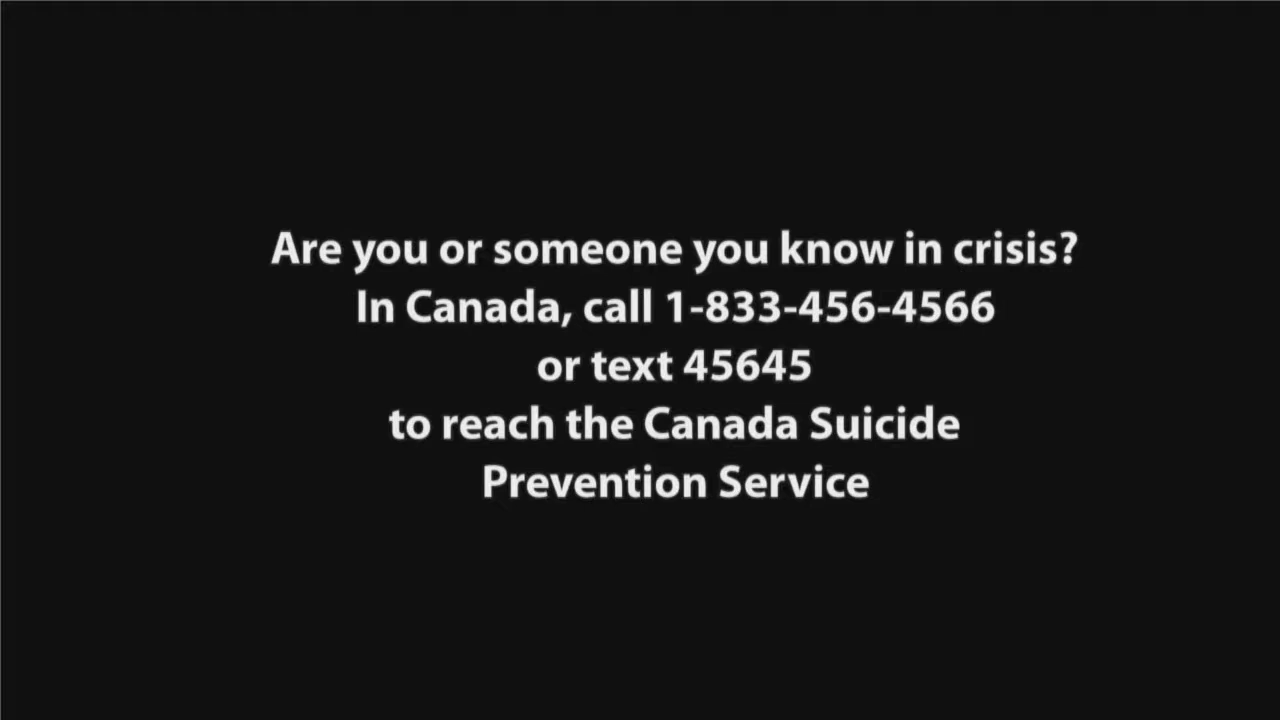 Are you or someone you know in crisis?
In Canada, call 1-833-456-4566
or text 45645
to reach the Canada Suicide
Prevention Service